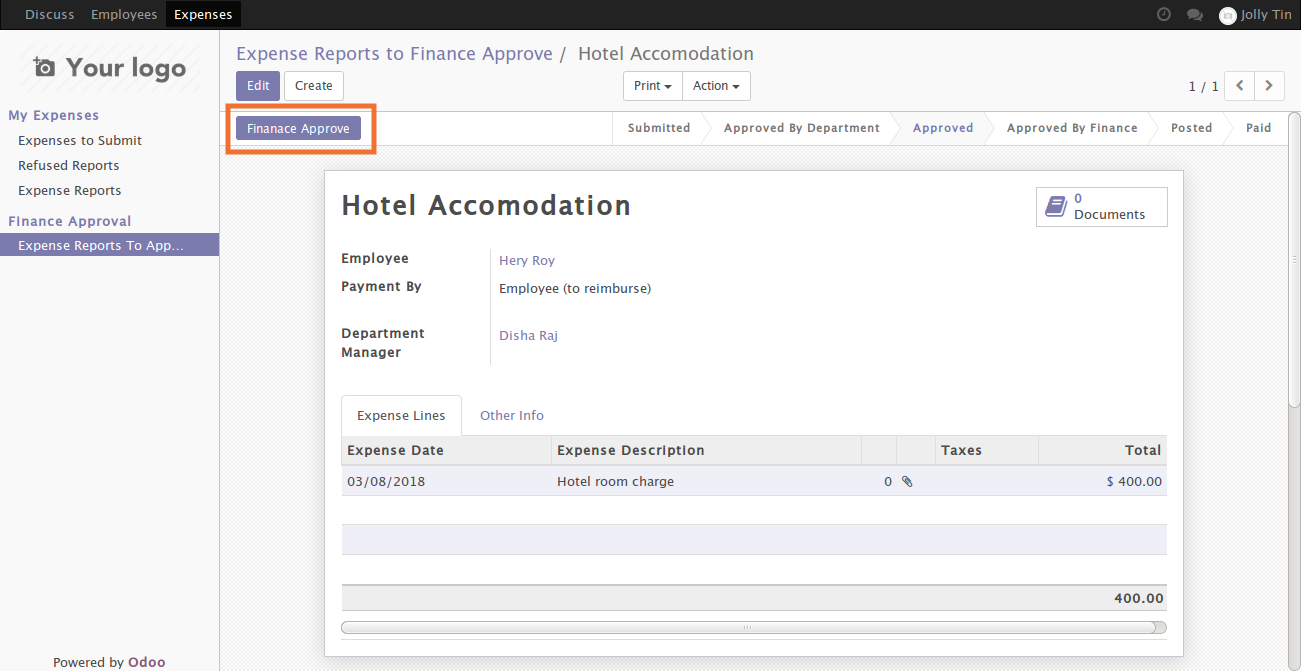 Discuss Employees Expenses Jolly Tin
Your logo
Expense Reports to Finance Approve / Hotel Accomodation
Edit Create Print Action 1 / 1
My Expenses
Expenses to Submit
Refused Reports
Expense Reports
Finance Approval
Expense Reports To App...
Powered by Odoo
Finanace Approve Submitted Approved By Department Approved Approved By Finance Posted Paid
Hotel Accomodation
0
Documents
Employee Hery Roy
Payment By Employee (to reimburse)
Department
Manager
Disha Raj
Expense Lines Other Info
Expense Date Expense Description Taxes Total
03/08/2018 Hotel room charge 0 $ 400.00
400.00